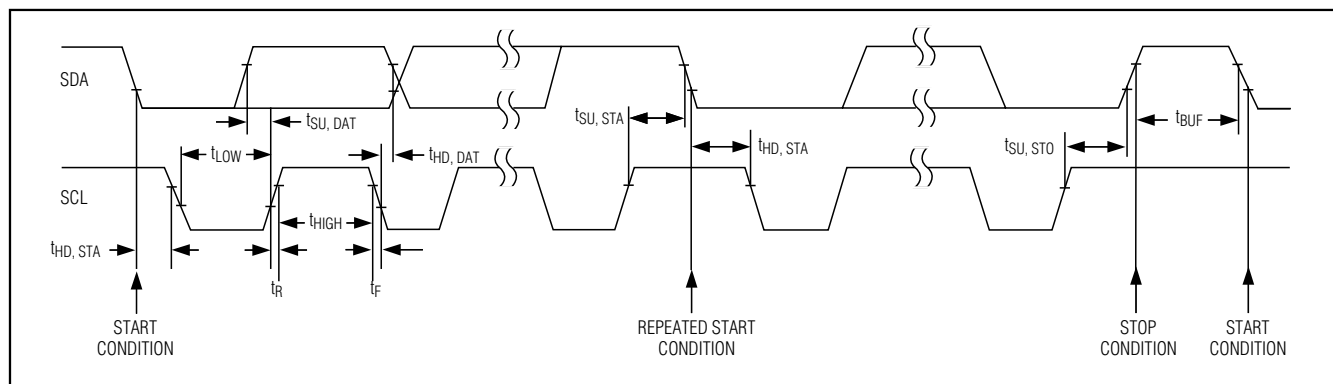 SDA
tSU, DAT
tSU, STA
tBUF
tLOW
tHD, DAT
tHD, STA
tSU, STO
SCL
tHIGH
tHD, STA
tR
tF
START
CONDITION
REPEATED START
CONDITION
STOP
CONDITION
START
CONDITION